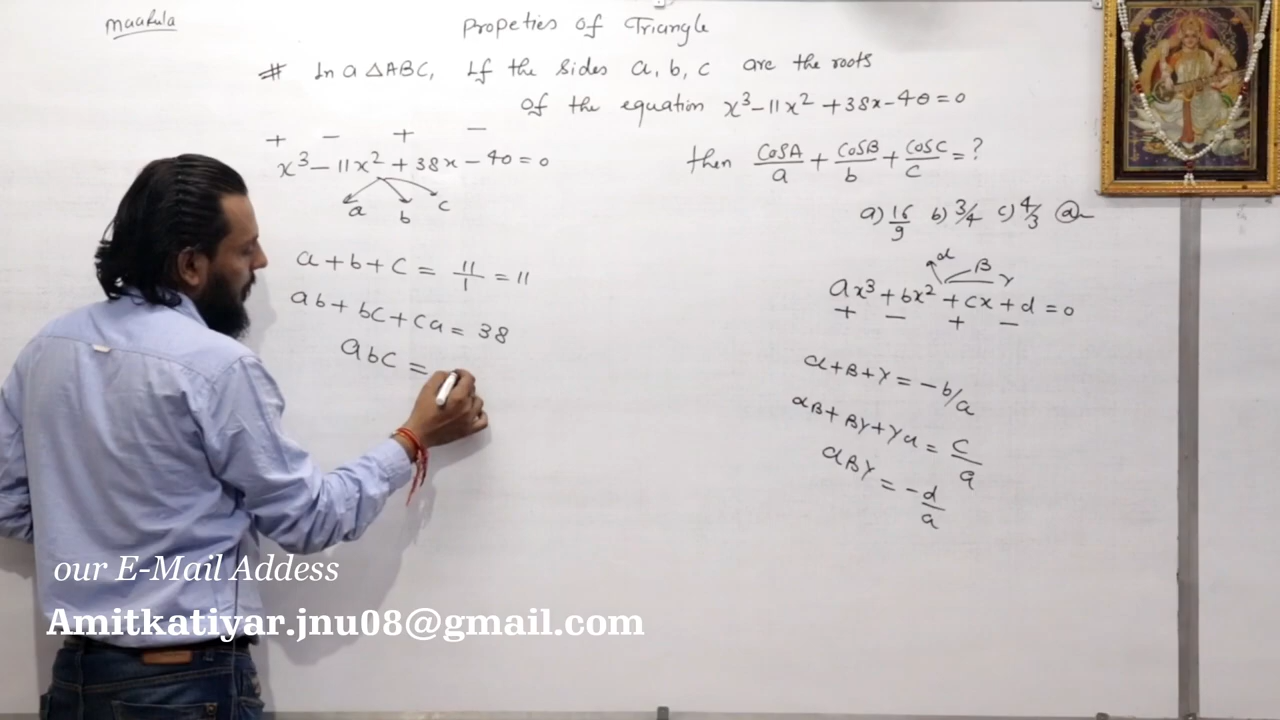 maarula
Propeties of Triangle
# In a △ABC, If the sides a, b, c are the roots
of the equation x³-11x²+38x-40=0
+ - + -
x³-11x²+38x-40=0
then cosA/a + cosB/b + cosC/c = ?
a b c
a) 16/9 b) 3/4 c) 4/3
a+b+c = 11/1 = 11
ab+bc+ca = 38
abc =
α β γ
ax³+bx²+cx+d=0
+ - + -
α+β+γ = -b/a
αβ+βγ+γα = c/a
αβγ = -d/a
our E-Mail Addess
Amitkatiyar.jnu08@gmail.com